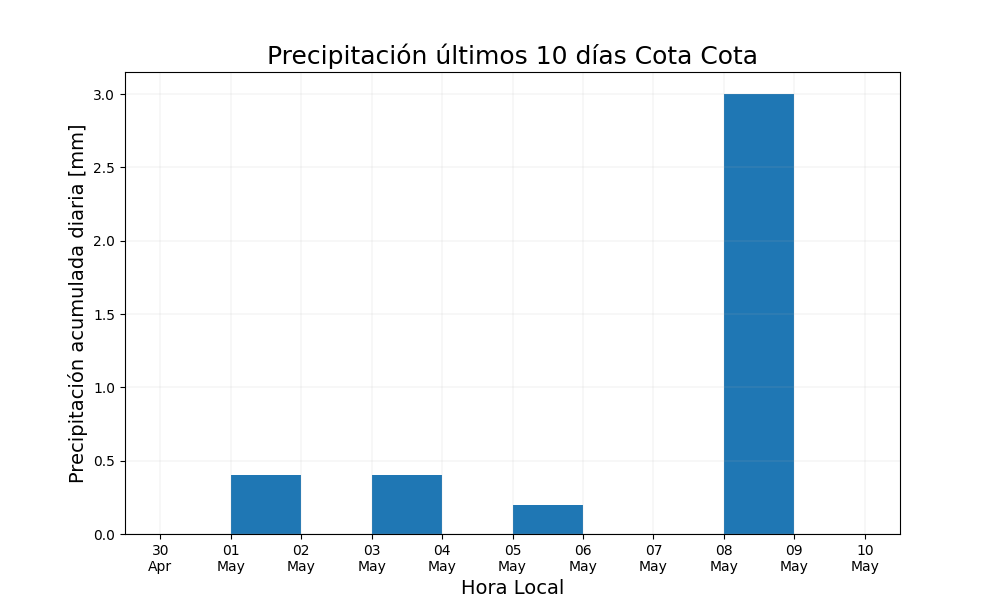 Precipitación últimos 10 días Cota Cota
Precipitación acumulada diaria [mm]
3.0
2.5
2.0
1.5
1.0
0.5
0.0
30 01 02 03 04 05 06 07 08 09 10
Apr May May May May May May May May May May
Hora Local